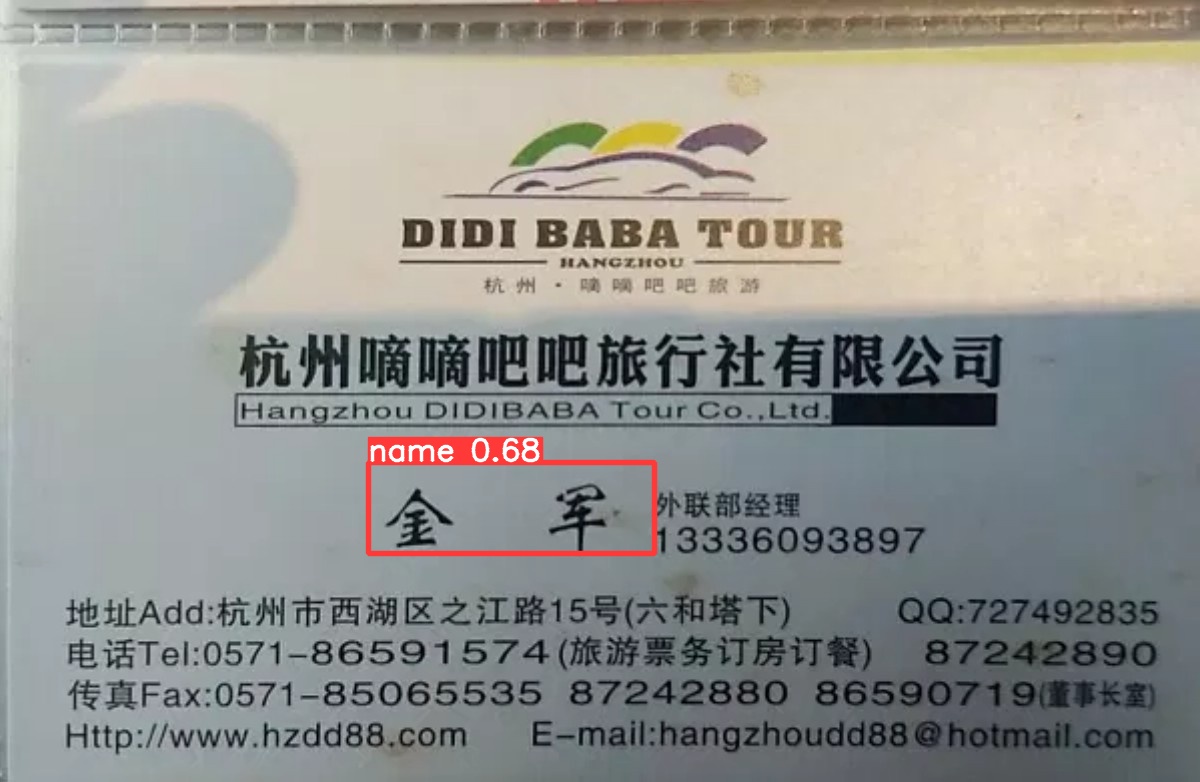 DIDI BABA TOUR
HANGZHOU
杭州·嘀嘀吧吧旅游
杭州嘀嘀吧吧旅行社有限公司
Hangzhou DIDIBABA Tour Co.,Ltd.
name 0.68
金 军 外联部经理
13336093897
地址Add:杭州市西湖区之江路15号(六和塔下) QQ:727492835
电话Tel:0571-86591574(旅游票务订房订餐) 87242890
传真Fax:0571-85065535 87242880 86590719(董事长室)
Http://www.hzdd88.com E-mail:hangzhoudd88@hotmail.com